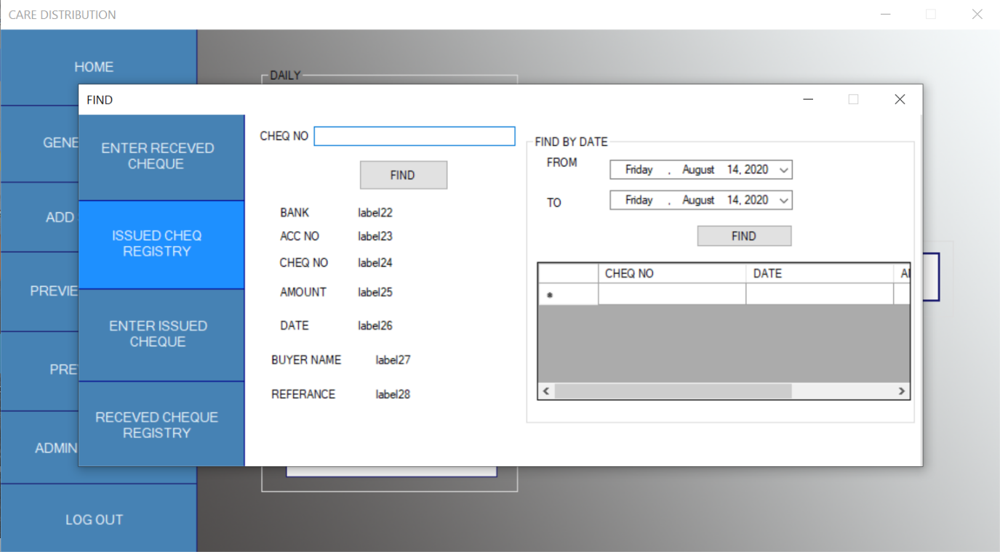 CARE DISTRIBUTION
HOME
GENE
ADD
PREVIE
PRE
ADMIN
LOG OUT
DAILY
FIND
ENTER RECEVED
CHEQUE
ISSUED CHEQ
REGISTRY
ENTER ISSUED
CHEQUE
RECEVED CHEQUE
REGISTRY
CHEQ NO
FIND
BANK label22
ACC NO label23
CHEQ NO label24
AMOUNT label25
DATE label26
BUYER NAME label27
REFERANCE label28
FIND BY DATE
FROM Friday , August 14, 2020
TO Friday , August 14, 2020
FIND
CHEQ NO DATE